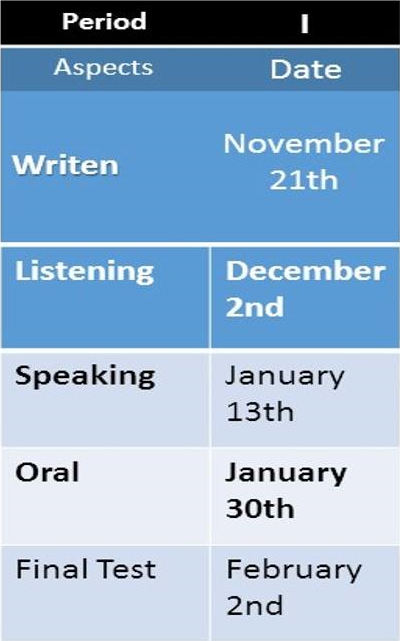 Period I
Aspects Date
Writen November
21th
Listening December
2nd
Speaking January
13th
Oral January
30th
Final Test February
2nd